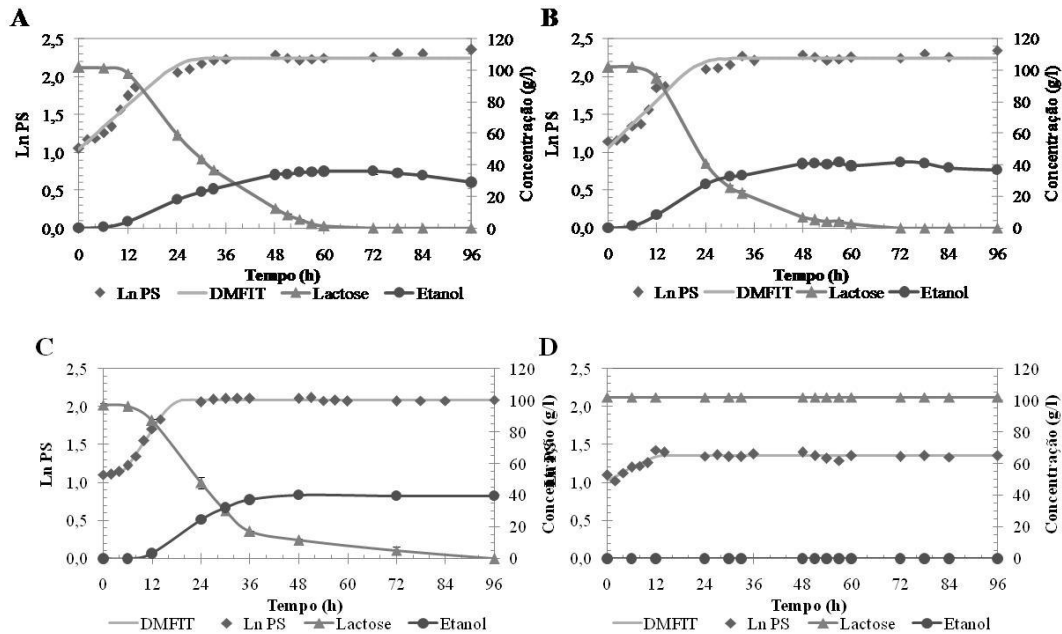 A
B
Ln PS
2,5
2,0
1,5
1,0
0,5
0,0
120
100
80
60
40
20
0
Concentração (g/l)
0 12 24 36 48 60 72 84 96
Tempo (h)
Ln PS DMFIT Lactose Etanol
Ln PS
2,5
2,0
1,5
1,0
0,5
0,0
120
100
80
60
40
20
0
Concentração (g/l)
0 12 24 36 48 60 72 84 96
Tempo (h)
Ln PS DMFIT Lactose Etanol
C
D
Ln PS
2,5
2,0
1,5
1,0
0,5
0,0
120
100
80
60
40
20
0
Concentração (g/l)
0 12 24 36 48 60 72 84 96
Tempo (h)
DMFIT Ln PS Lactose Etanol
Ln PS
2,5
2,0
1,5
1,0
0,5
0,0
120
100
80
60
40
20
0
Concentração (g/l)
0 12 24 36 48 60 72 84 96
Tempo (h)
DMFIT Ln PS Lactose Etanol